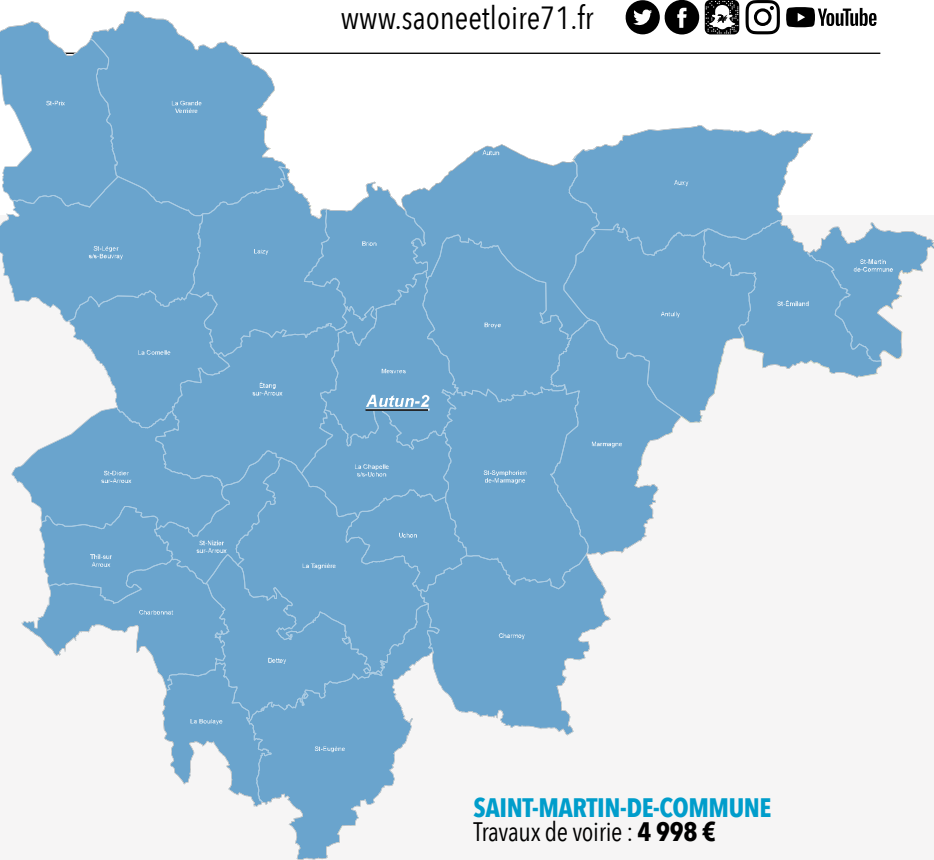 www.saoneetloire71.fr
YouTube
St-Prix
La Grande
Verrière
Autun
Auxy
St-Léger
s/s-Beuvray
Laizy
Brion
St-Martin
de-Commune
St-Émiland
Antully
Broye
La Comelle
Mesvres
Étang
sur-Arroux
Autun-2
Marmagne
La Chapelle
s/s-Uchon
St-Symphorien
de-Marmagne
St-Didier
sur-Arroux
Uchon
St-Nizier
sur-Arroux
Thil-sur
Arroux
La Tagnière
Charbonnat
Charmoy
Dettey
La Boulaye
St-Eugène
SAINT-MARTIN-DE-COMMUNE
Travaux de voirie : 4 998 €